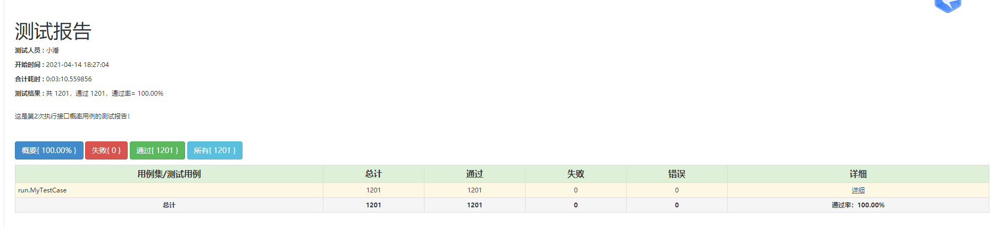 测试报告
测试人员 : 小潘
开始时间 : 2021-04-14 18:27:04
合计耗时 : 0:03:10.559856
测试结果 : 共 1201，通过 1201，通过率= 100.00%
这是第2次执行接口概率用例的测试报告!
概要{ 100.00% } 失败{ 0 } 通过{ 1201 } 所有{ 1201 }
用例集/测试用例 总计 通过 失败 错误 详细
run.MyTestCase 1201 1201 0 0 详细
总计 1201 1201 0 0 通过率：100.00%